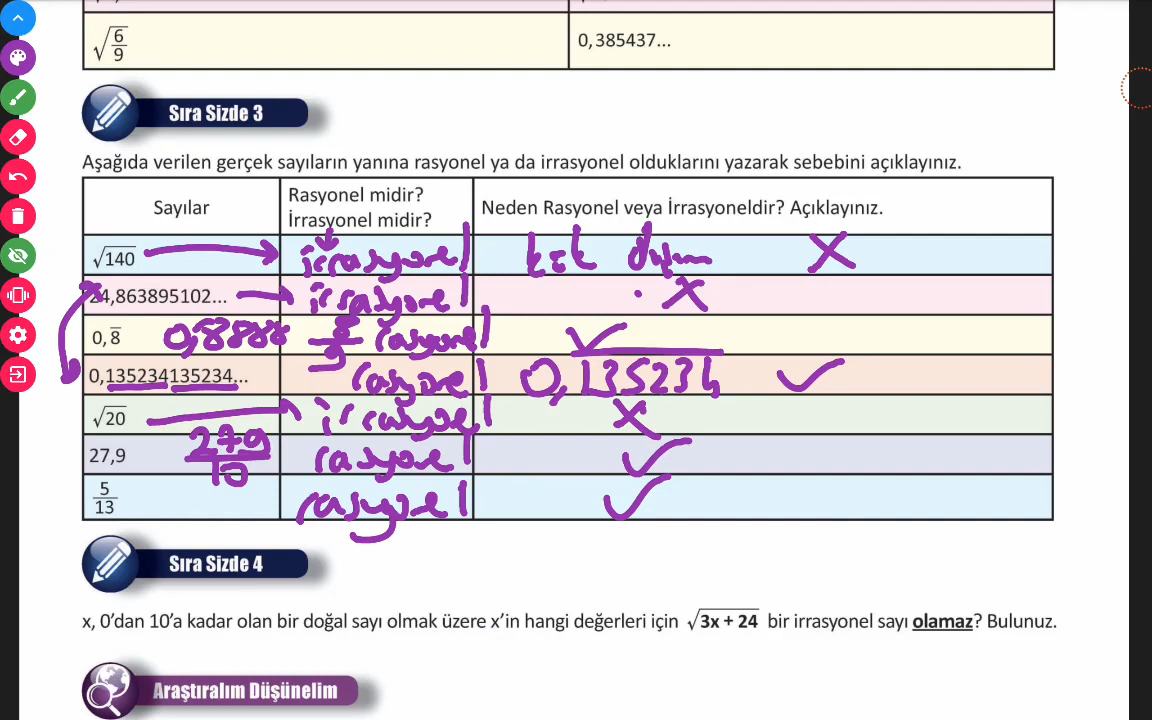 √6/9 0,385437...
Sıra Sizde 3
Aşağıda verilen gerçek sayıların yanına rasyonel ya da irrasyonel olduklarını yazarak sebebini açıklayınız.
Sayılar Rasyonel midir? İrrasyonel midir? Neden Rasyonel veya İrrasyoneldir? Açıklayınız.
√140 irrasyonel kök dışın X
24,863895102... irrasyonel . X
0,8̅ 0,8888 8/9 rasyonel ✓
0,135234135234... rasyonel 0,135234 ✓
√20 irrasyonel X
27,9 279/10 rasyonel ✓
5/13 rasyonel ✓
Sıra Sizde 4
x, 0’dan 10’a kadar olan bir doğal sayı olmak üzere x’in hangi değerleri için √3x + 24 bir irrasyonel sayı olamaz? Bulunuz.
Araştıralım Düşünelim